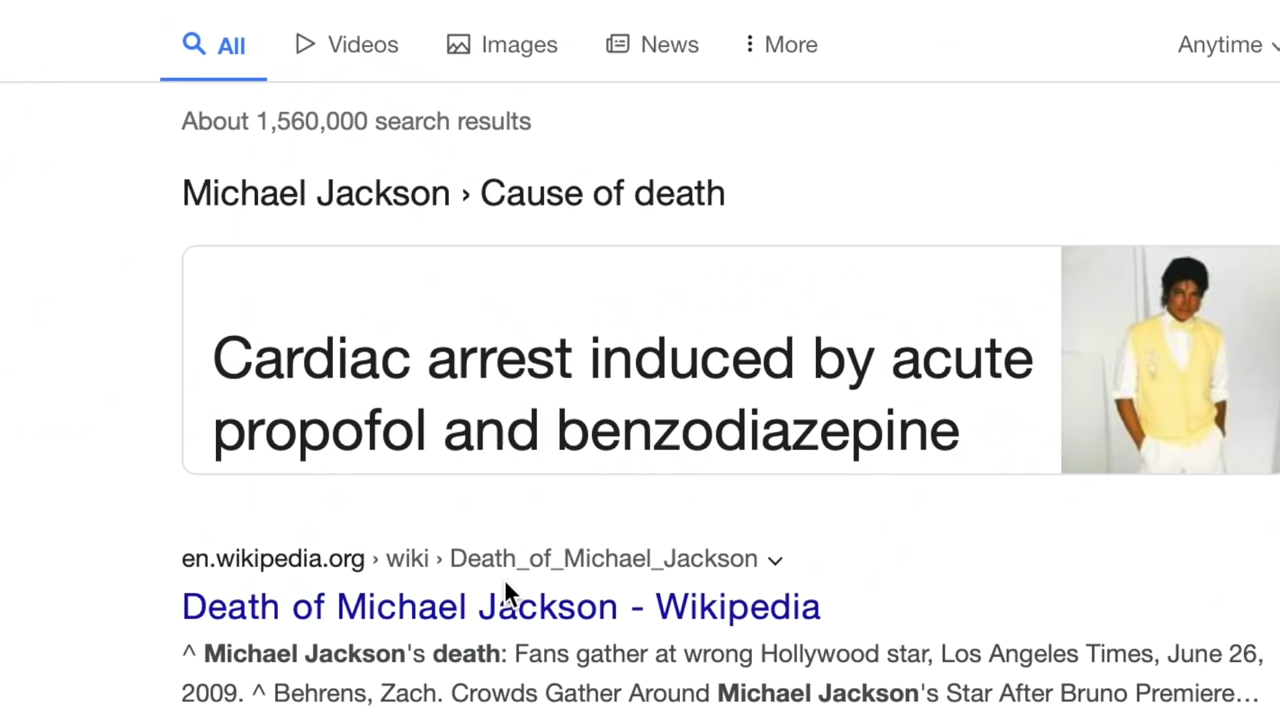 All Videos Images News More Anytime
About 1,560,000 search results
Michael Jackson › Cause of death
Cardiac arrest induced by acute
propofol and benzodiazepine
en.wikipedia.org › wiki › Death_of_Michael_Jackson
Death of Michael Jackson - Wikipedia
^ Michael Jackson's death: Fans gather at wrong Hollywood star, Los Angeles Times, June 26,
2009. ^ Behrens, Zach. Crowds Gather Around Michael Jackson's Star After Bruno Premiere…